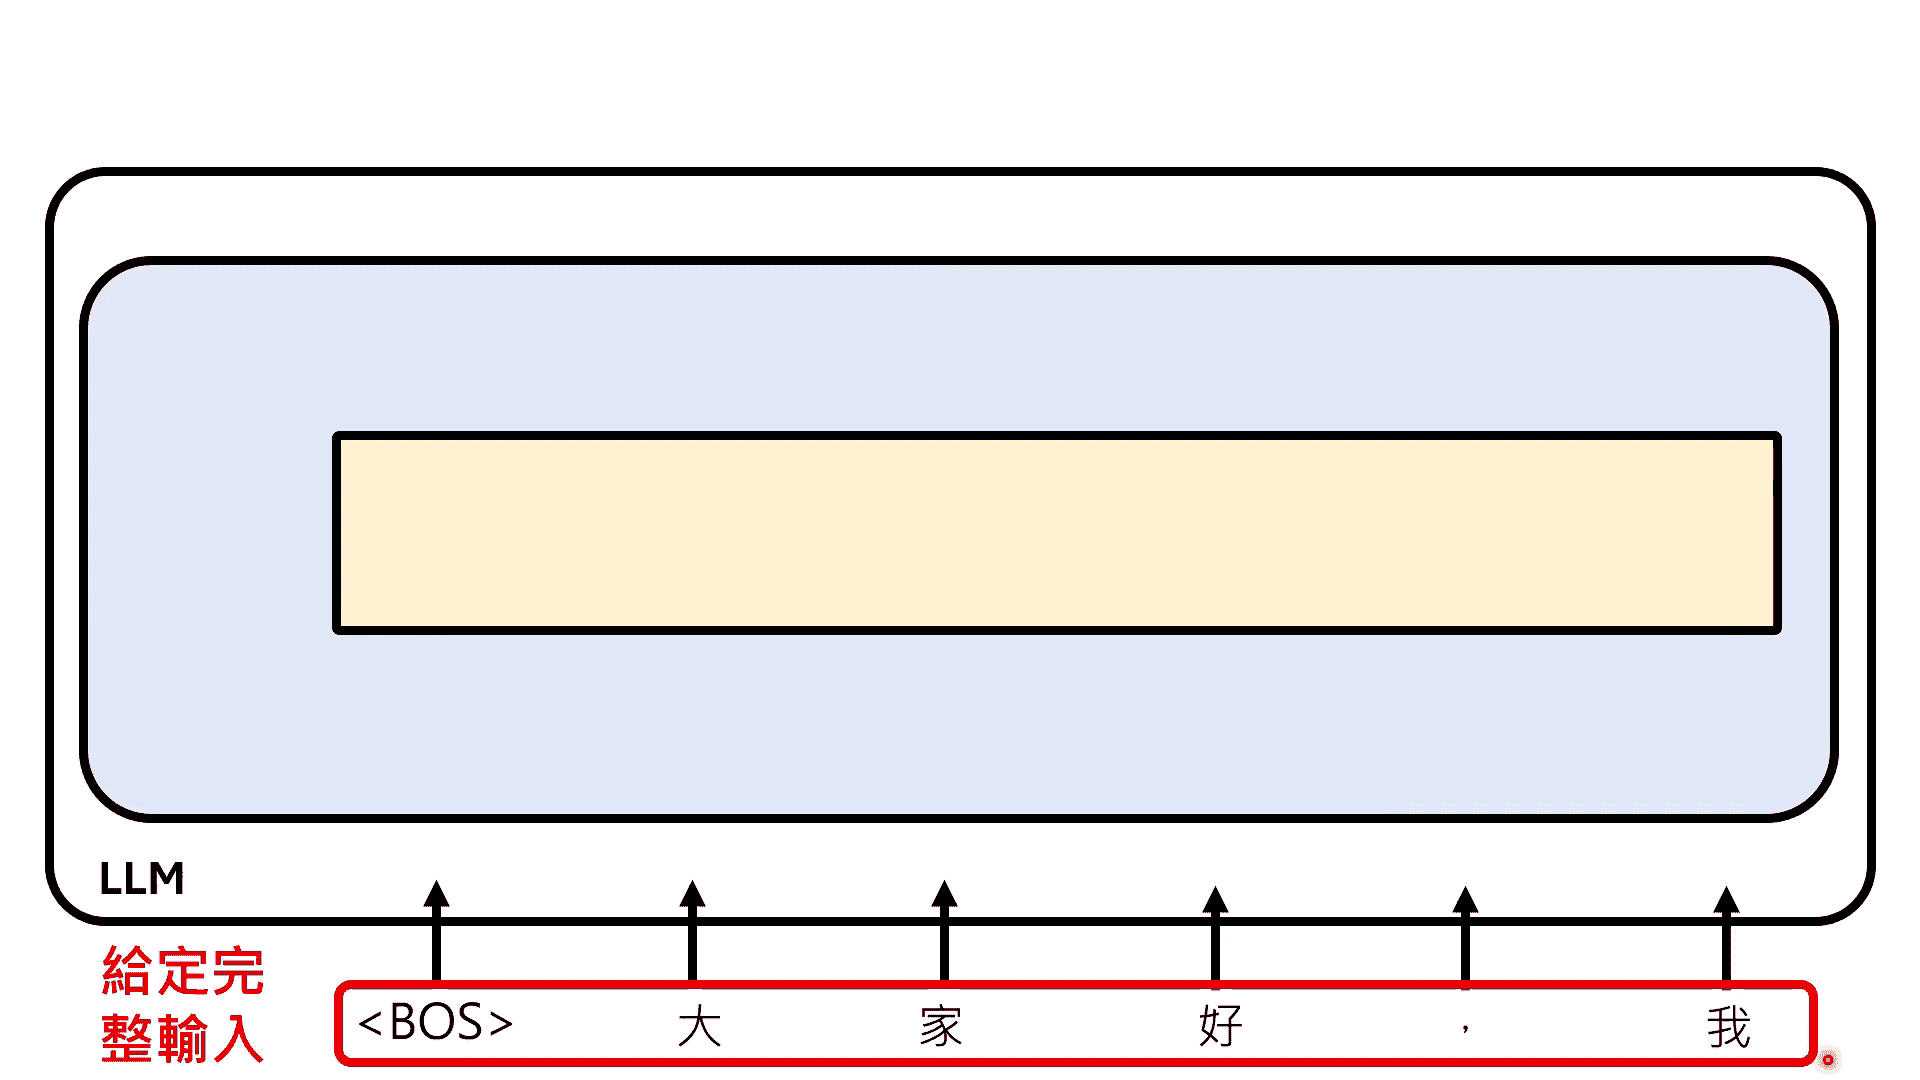 LLM
給定完
整輸入
<BOS> 大 家 好 , 我